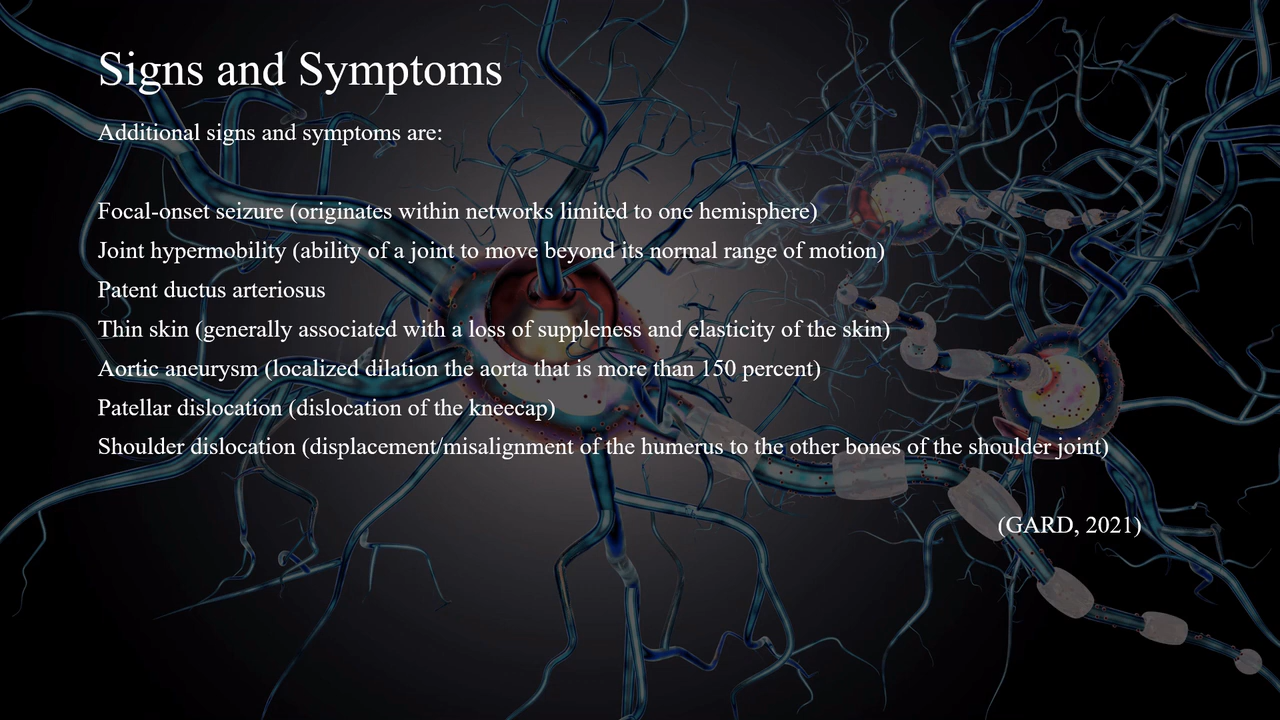 Signs and Symptoms
Additional signs and symptoms are:
Focal-onset seizure (originates within networks limited to one hemisphere)
Joint hypermobility (ability of a joint to move beyond its normal range of motion)
Patent ductus arteriosus
Thin skin (generally associated with a loss of suppleness and elasticity of the skin)
Aortic aneurysm (localized dilation the aorta that is more than 150 percent)
Patellar dislocation (dislocation of the kneecap)
Shoulder dislocation (displacement/misalignment of the humerus to the other bones of the shoulder joint)
(GARD, 2021)